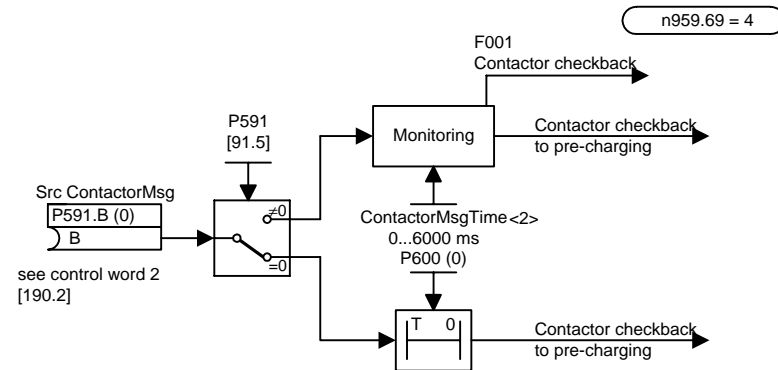 n959.69 = 4
F001
Contactor checkback
P591
[91.5]
Monitoring
Contactor checkback
to pre-charging
Src ContactorMsg
P591.B (0)
B
≠0
=0
ContactorMsgTime<2>
0...6000 ms
P600 (0)
see control word 2
[190.2]
T 0
Contactor checkback
to pre-charging